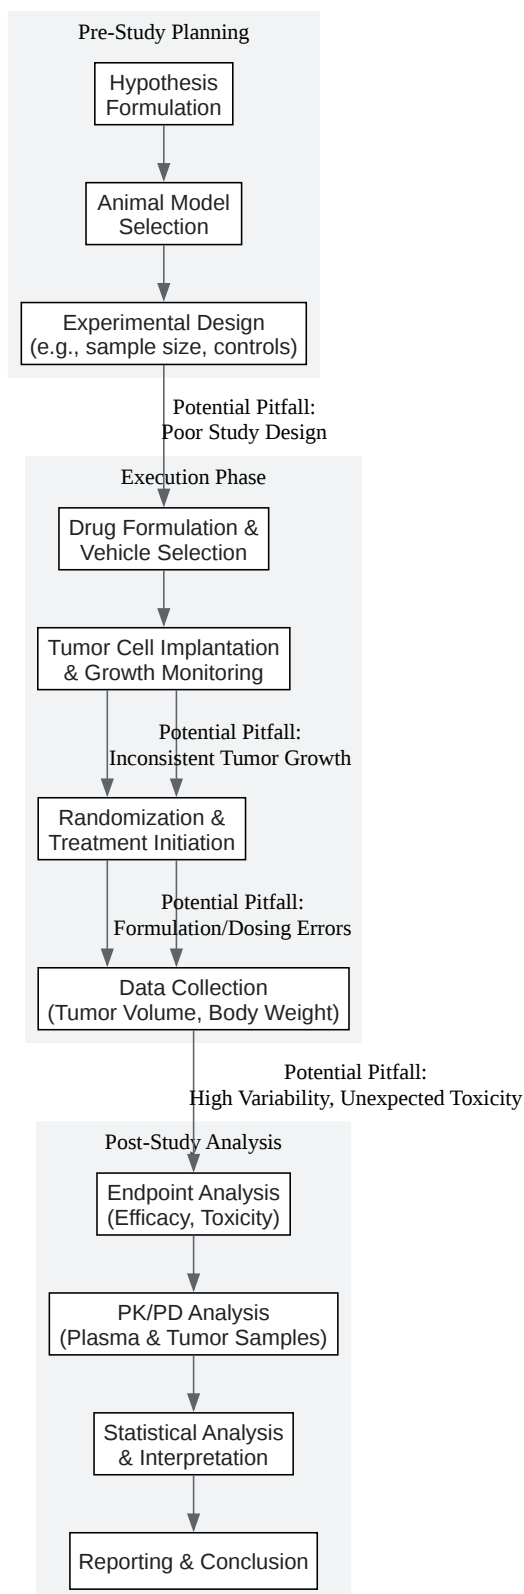 Pre-Study Planning
Hypothesis
Formulation
Animal Model
Selection
Experimental Design
(e.g., sample size, controls)
Potential Pitfall:
Poor Study Design
Execution Phase
Drug Formulation &
Vehicle Selection
Tumor Cell Implantation
& Growth Monitoring
Potential Pitfall:
Inconsistent Tumor Growth
Randomization &
Treatment Initiation
Potential Pitfall:
Formulation/Dosing Errors
Data Collection
(Tumor Volume, Body Weight)
Potential Pitfall:
High Variability, Unexpected Toxicity
Post-Study Analysis
Endpoint Analysis
(Efficacy, Toxicity)
PK/PD Analysis
(Plasma & Tumor Samples)
Statistical Analysis
& Interpretation
Reporting & Conclusion